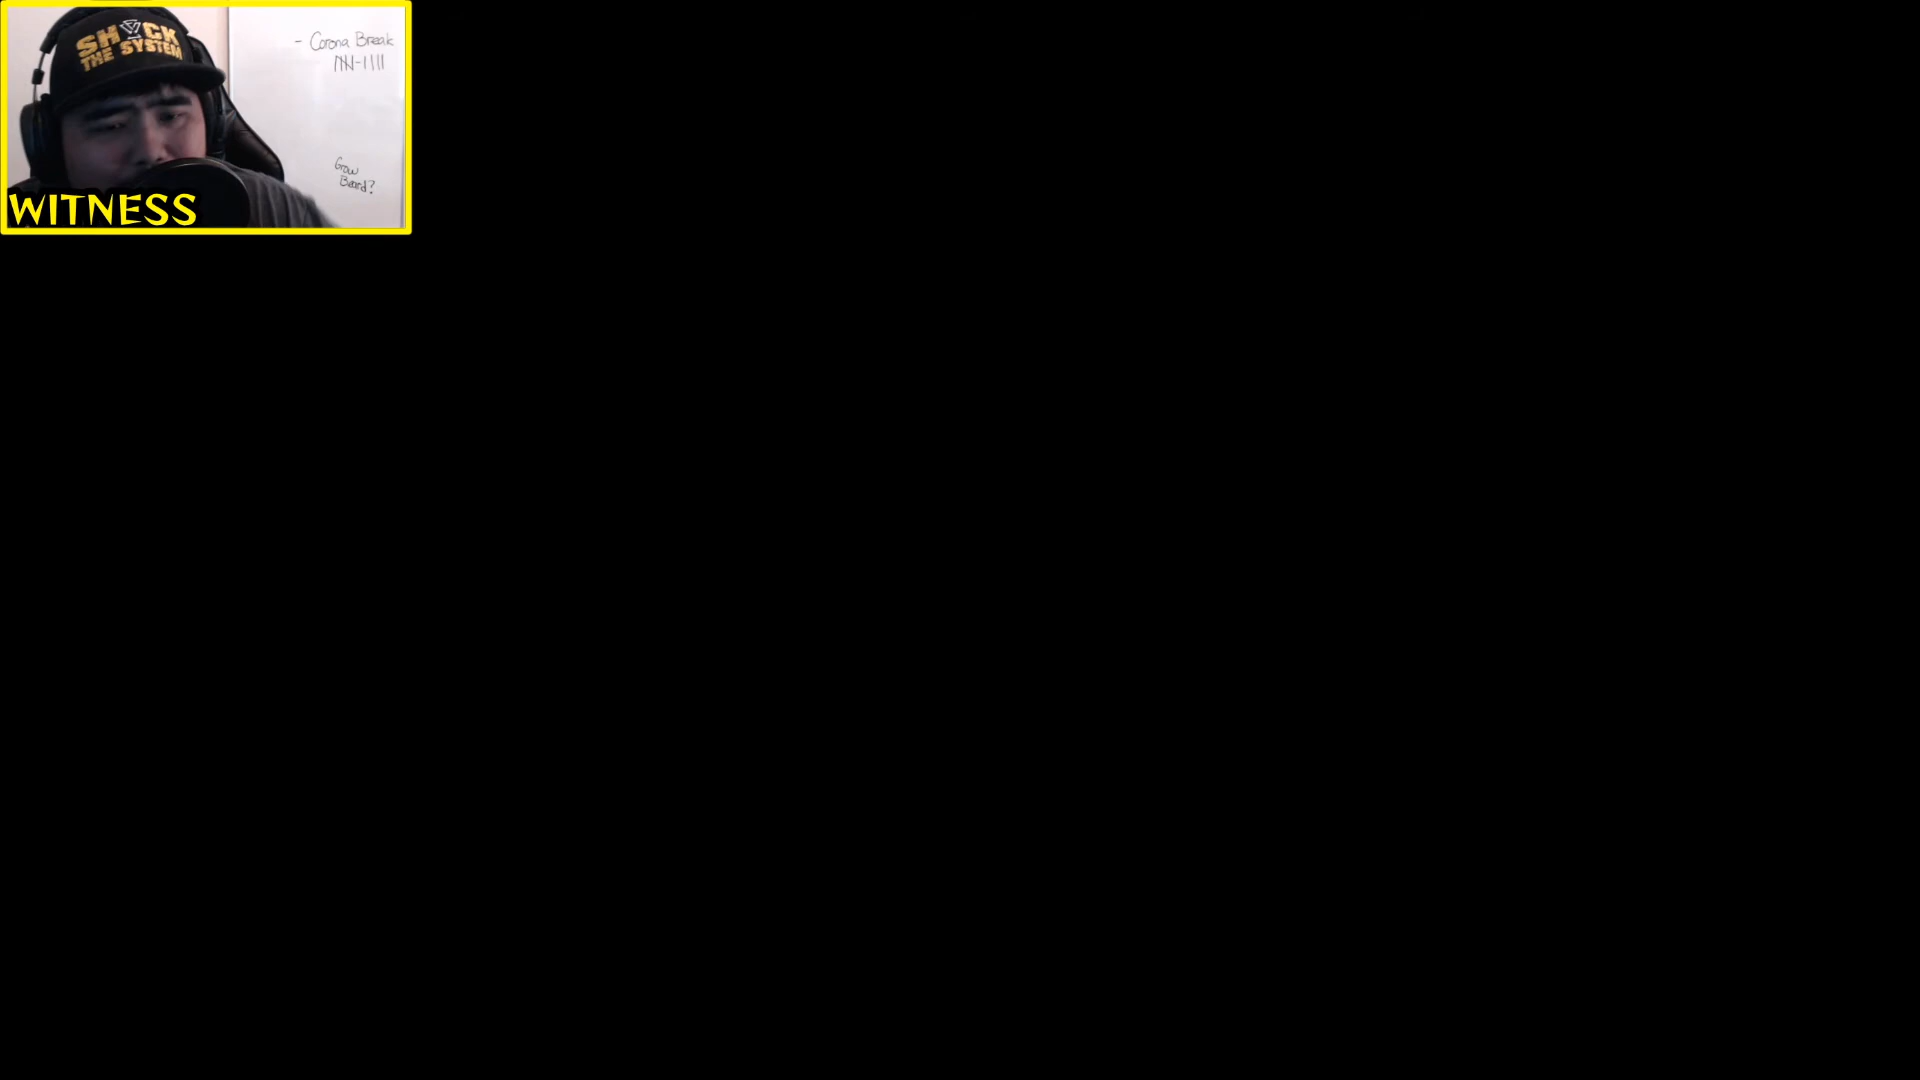 SHOCK
THE SYSTEM
- Corona Break
Grow
Beard?
WITNESS